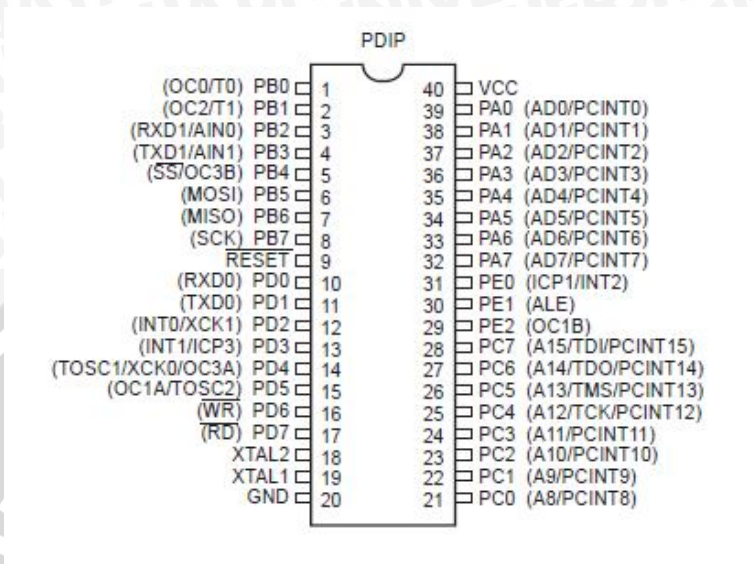 PDIP
(OC0/T0) PB0 1 40 VCC
(OC2/T1) PB1 2 39 PA0 (AD0/PCINT0)
(RXD1/AIN0) PB2 3 38 PA1 (AD1/PCINT1)
(TXD1/AIN1) PB3 4 37 PA2 (AD2/PCINT2)
(SS/OC3B) PB4 5 36 PA3 (AD3/PCINT3)
(MOSI) PB5 6 35 PA4 (AD4/PCINT4)
(MISO) PB6 7 34 PA5 (AD5/PCINT5)
(SCK) PB7 8 33 PA6 (AD6/PCINT6)
RESET 9 32 PA7 (AD7/PCINT7)
(RXD0) PD0 10 31 PE0 (ICP1/INT2)
(TXD0) PD1 11 30 PE1 (ALE)
(INT0/XCK1) PD2 12 29 PE2 (OC1B)
(INT1/ICP3) PD3 13 28 PC7 (A15/TDI/PCINT15)
(TOSC1/XCK0/OC3A) PD4 14 27 PC6 (A14/TDO/PCINT14)
(OC1A/TOSC2) PD5 15 26 PC5 (A13/TMS/PCINT13)
(WR) PD6 16 25 PC4 (A12/TCK/PCINT12)
(RD) PD7 17 24 PC3 (A11/PCINT11)
XTAL2 18 23 PC2 (A10/PCINT10)
XTAL1 19 22 PC1 (A9/PCINT9)
GND 20 21 PC0 (A8/PCINT8)